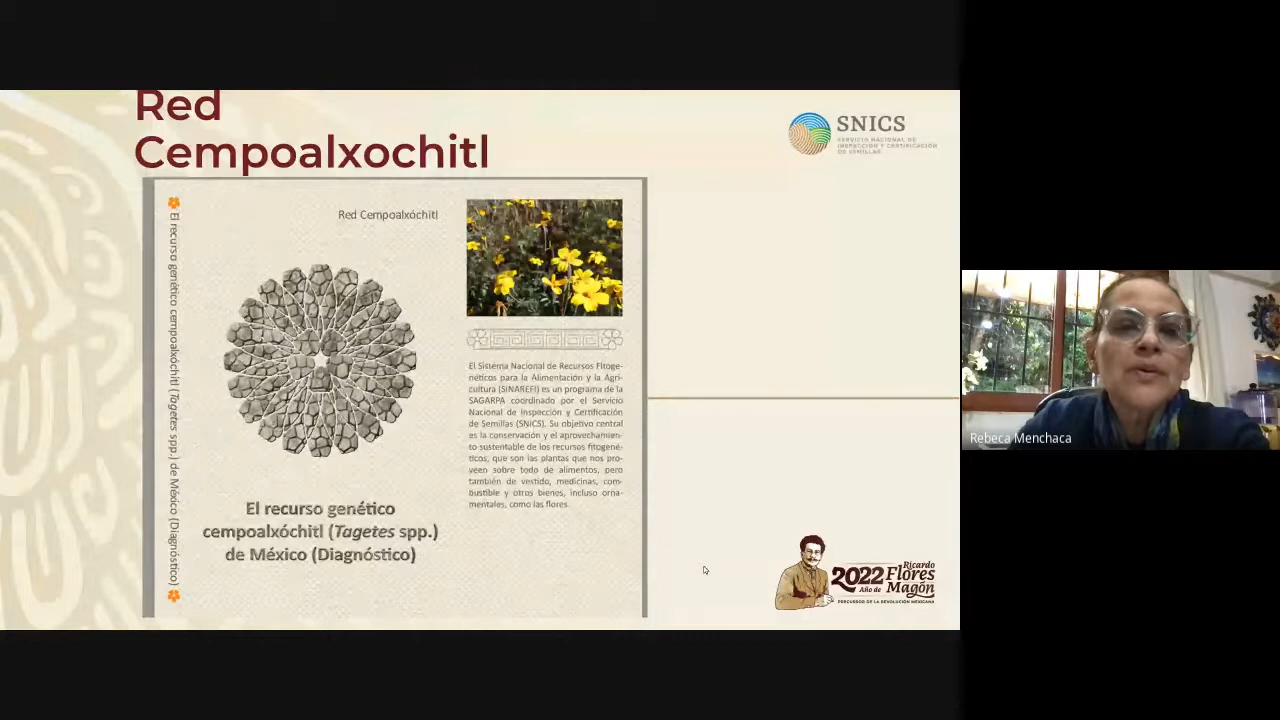 Red
Cempoalxochitl
SNICS
SERVICIO NACIONAL DE
INSPECCIÓN Y CERTIFICACIÓN
DE SEMILLAS
El recurso genético cempoalxóchitl (Tagetes spp.) de México (Diagnóstico)
Red Cempoalxóchitl
El recurso genético
cempoalxóchitl (Tagetes spp.)
de México (Diagnóstico)
El Sistema Nacional de Recursos Fitoge-
néticos para la Alimentación y la Agri-
cultura (SINAREFI) es un programa de la
SAGARPA coordinado por el Servicio
Nacional de Inspección y Certificación
de Semillas (SNICS). Su objetivo central
es la conservación y el aprovechamien-
to sustentable de los recursos fitogené-
ticos, que son las plantas que nos pro-
veen sobre todo de alimentos, pero
también de vestido, medicinas, com-
bustible y otros bienes, incluso orna-
mentales, como las flores.
2022 Ricardo
Año de Flores
Magón
PRECURSOR DE LA REVOLUCIÓN MEXICANA
Rebeca Menchaca